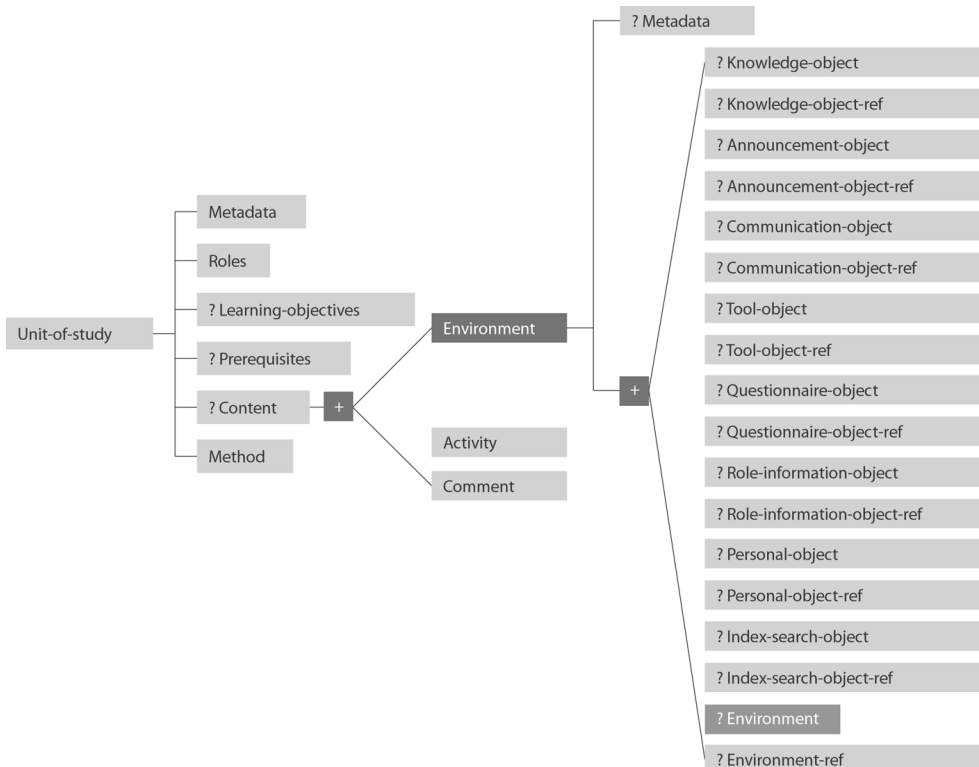 Unit-of-study
Metadata
Roles
? Learning-objectives
? Prerequisites
? Content
+
Method
Environment
Activity
Comment
? Metadata
+
? Knowledge-object
? Knowledge-object-ref
? Announcement-object
? Announcement-object-ref
? Communication-object
? Communication-object-ref
? Tool-object
? Tool-object-ref
? Questionnaire-object
? Questionnaire-object-ref
? Role-information-object
? Role-information-object-ref
? Personal-object
? Personal-object-ref
? Index-search-object
? Index-search-object-ref
? Environment
? Environment-ref